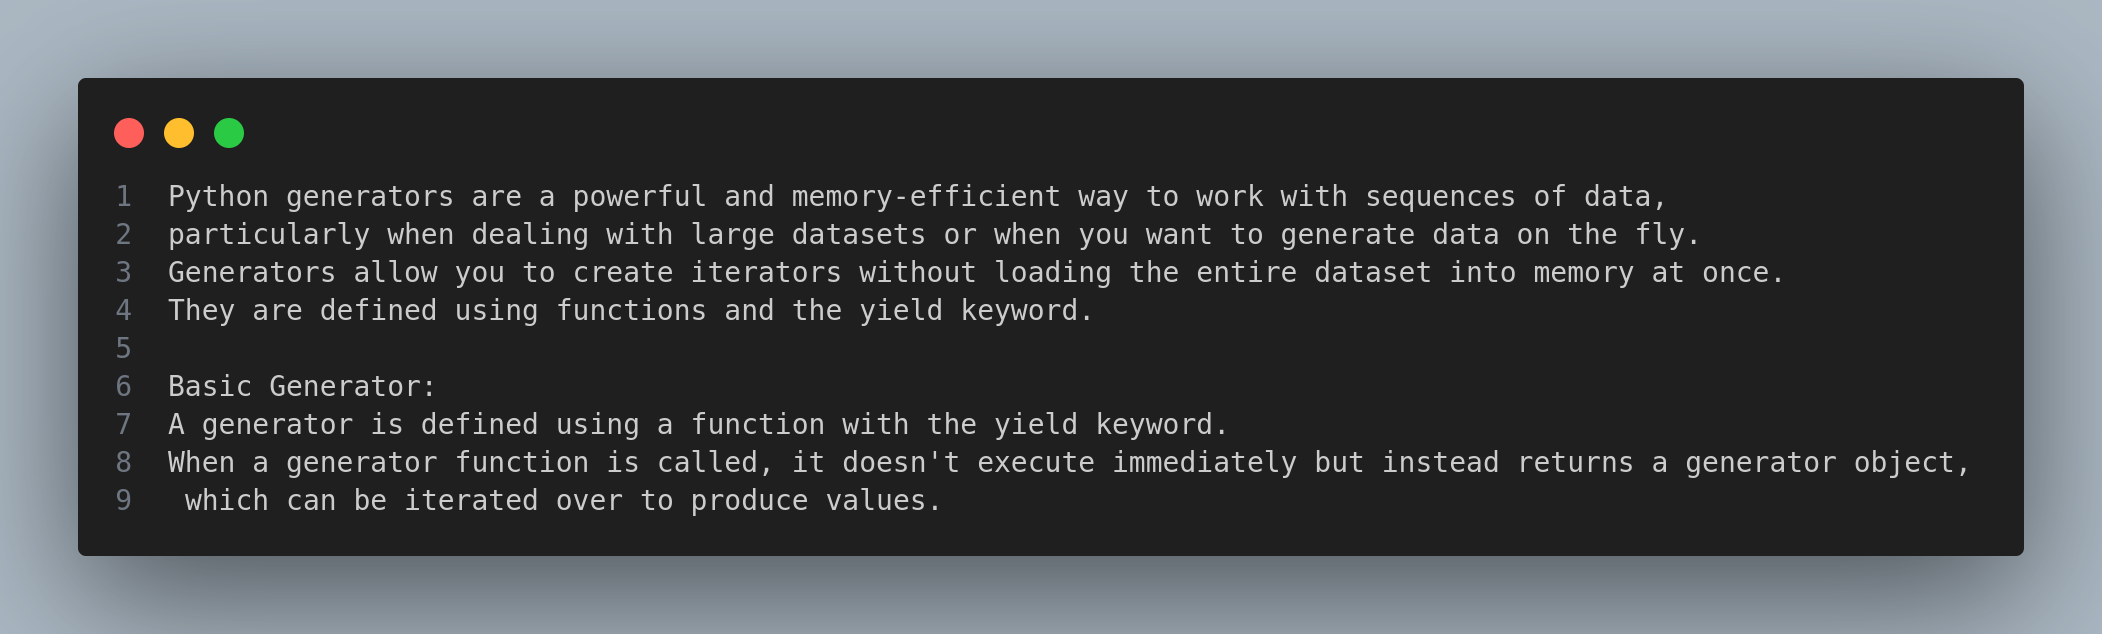 1 Python generators are a powerful and memory-efficient way to work with sequences of data,
2 particularly when dealing with large datasets or when you want to generate data on the fly.
3 Generators allow you to create iterators without loading the entire dataset into memory at once.
4 They are defined using functions and the yield keyword.
5
6 Basic Generator:
7 A generator is defined using a function with the yield keyword.
8 When a generator function is called, it doesn't execute immediately but instead returns a generator object,
9  which can be iterated over to produce values.